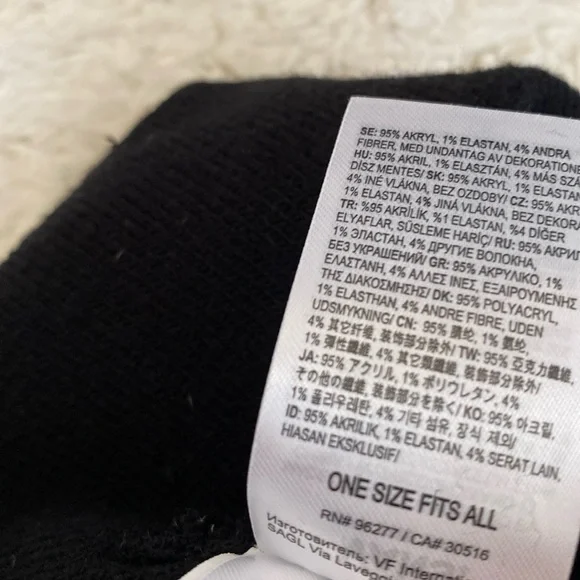 SE: 95% AKRYL, 1% ELASTAN, 4% ANDRA
FIBRER, MED UNDANTAG AV DEKORATIONE
HU: 95% AKRIL, 1% ELASZTÁN, 4% MÁS SZÁ
DÍSZ MENTES/ SK: 95% AKRYL, 1% ELASTAN
4% INÉ VLÁKNA, BEZ OZDOBY/ CZ: 95% AKR
1% ELASTAN, 4% JINÁ VLÁKNA, BEZ DEKORA
TR: %95 AKRİLİK, %1 ELASTAN, %4 DİĞER
ELYAFLAR, SÜSLEME HARİÇ/ RU: 95% АКРИЛ
1% ЭЛАСТАН, 4% ДРУГИЕ ВОЛОКНА,
БЕЗ УКРАШЕНИЙ/ GR: 95% ΑΚΡΥΛΙΚΟ, 1%
ΕΛΑΣΤΑΝΗ, 4% ΑΛΛΕΣ ΙΝΕΣ, ΕΞΑΙΡΟΥΜΕΝΗΣ
ΤΗΣ ΔΙΑΚΟΣΜΗΣΗΣ/ DK: 95% POLYACRYL,
1% ELASTHAN, 4% ANDRE FIBRE, UDEN
UDSMYKNING/ CN: 95% 腈纶, 1% 氨纶,
4% 其它纤维, 装饰部分除外/ TW: 95% 亞克力纖維,
1% 彈性纖維, 4% 其它類纖維, 裝飾部分除外/
JA: 95% アクリル, 1% ポリウレタン, 4%
その他の繊維, 装飾部分を除く/ KO: 95% 아크릴,
1% 폴리우레탄, 4% 기타 섬유, 장식 제외/
ID: 95% AKRILIK, 1% ELASTAN, 4% SERAT LAIN,
HIASAN EKSKLUSIF/
ONE SIZE FITS ALL
RN# 96277 / CA# 30516
Изготовитель: VF Internat
SAGL Via Laveggi